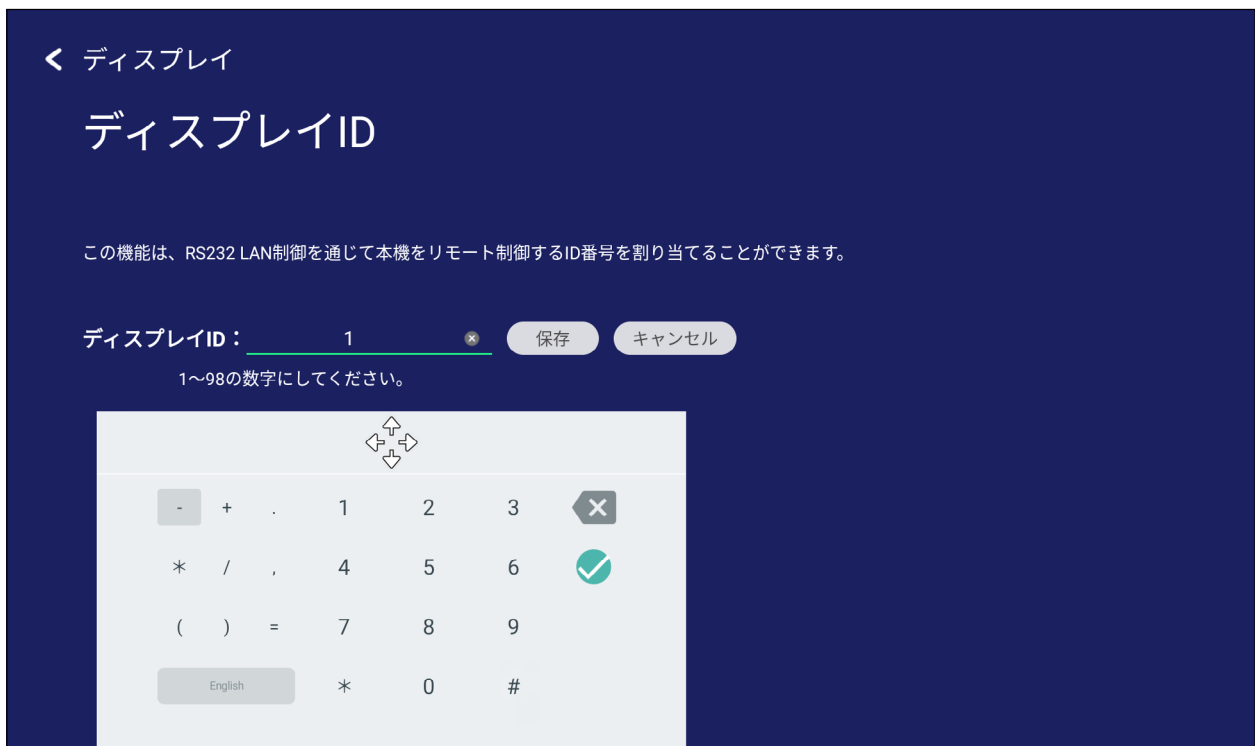 ディスプレイ
ディスプレイID
この機能は、RS232 LAN制御を通じて本機をリモート制御するID番号を割り当てることができます。
ディスプレイID： 1 保存 キャンセル
1～98の数字にしてください。
- + . 1 2 3
* / , 4 5 6
( ) = 7 8 9
English * 0 #